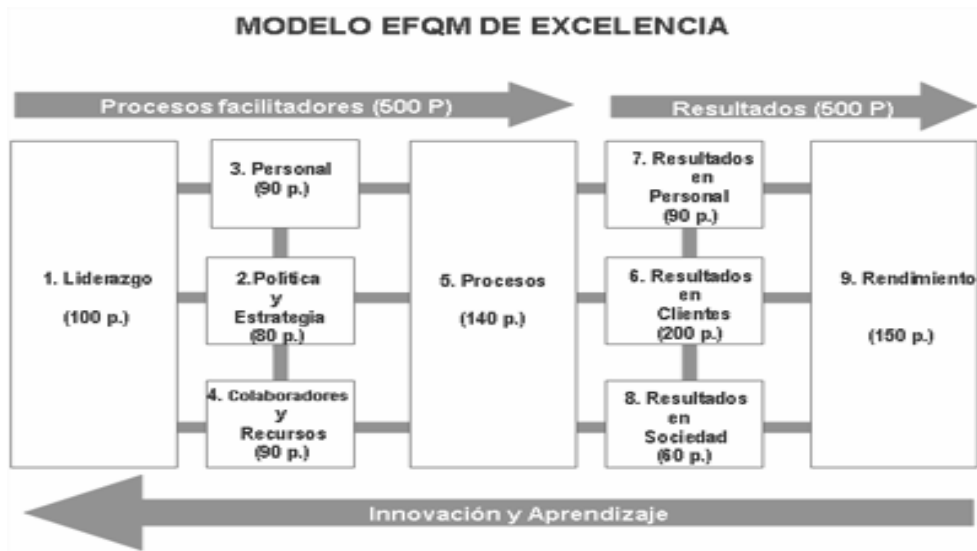 MODELO EFQM DE EXCELENCIA
Procesos facilitadores (500 P)
Resultados (500 P)
1. Liderazgo
(100 p.)
3. Personal
(90 p.)
2.Política
y
Estrategia
(80 p.)
4. Colaboradores
y
Recursos
(90 p.)
5. Procesos
(140 p.)
7. Resultados
en
Personal
(90 p.)
6. Resultados
en
Clientes
(200 p.)
8. Resultados
en
Sociedad
(60 p.)
9. Rendimiento
(150 p.)
Innovación y Aprendizaje